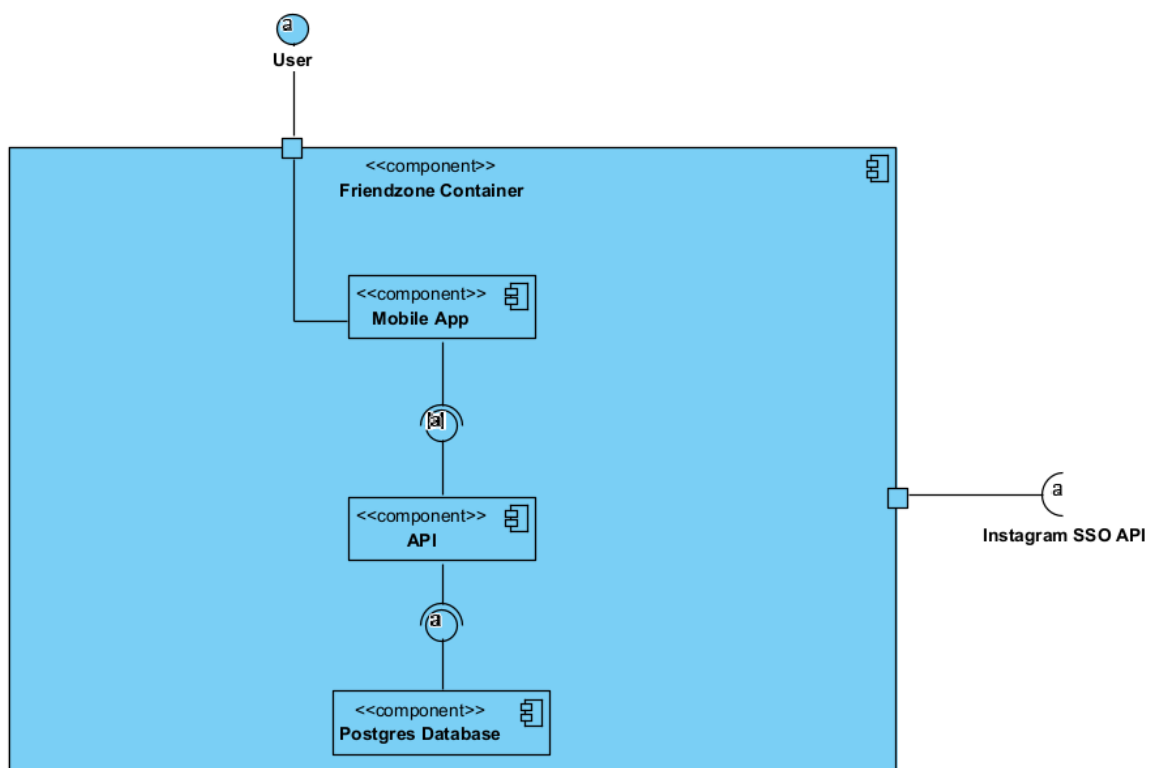 a
User
<<component>>
Friendzone Container
<<component>>
Mobile App
a
<<component>>
API
a
Instagram SSO API
a
<<component>>
Postgres Database